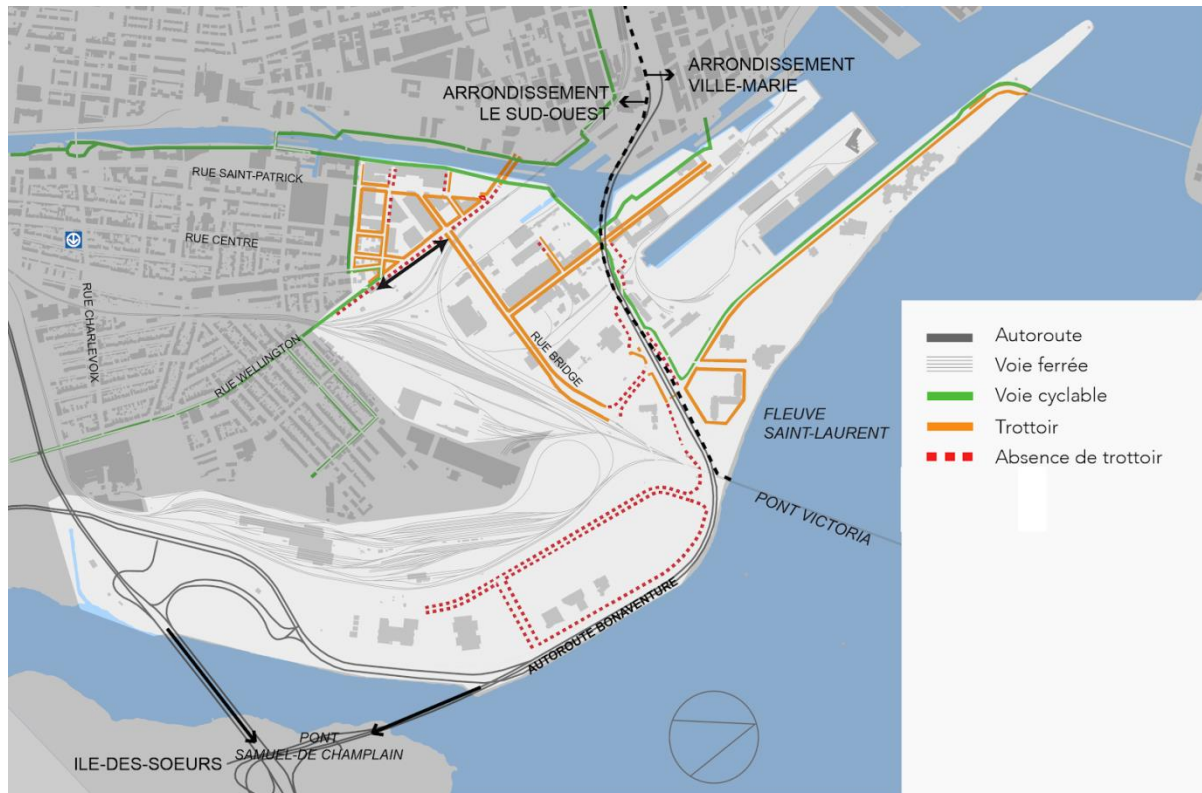 ARRONDISSEMENT
VILLE-MARIE
ARRONDISSEMENT
LE SUD-OUEST
RUE SAINT-PATRICK
RUE CENTRE
RUE CHARLEVOIX
RUE WELLINGTON
RUE BRIDGE
FLEUVE
SAINT-LAURENT
PONT VICTORIA
AUTOROUTE BONAVENTURE
PONT
SAMUEL-DE CHAMPLAIN
ILE-DES-SOEURS
Autoroute
Voie ferrée
Voie cyclable
Trottoir
Absence de trottoir